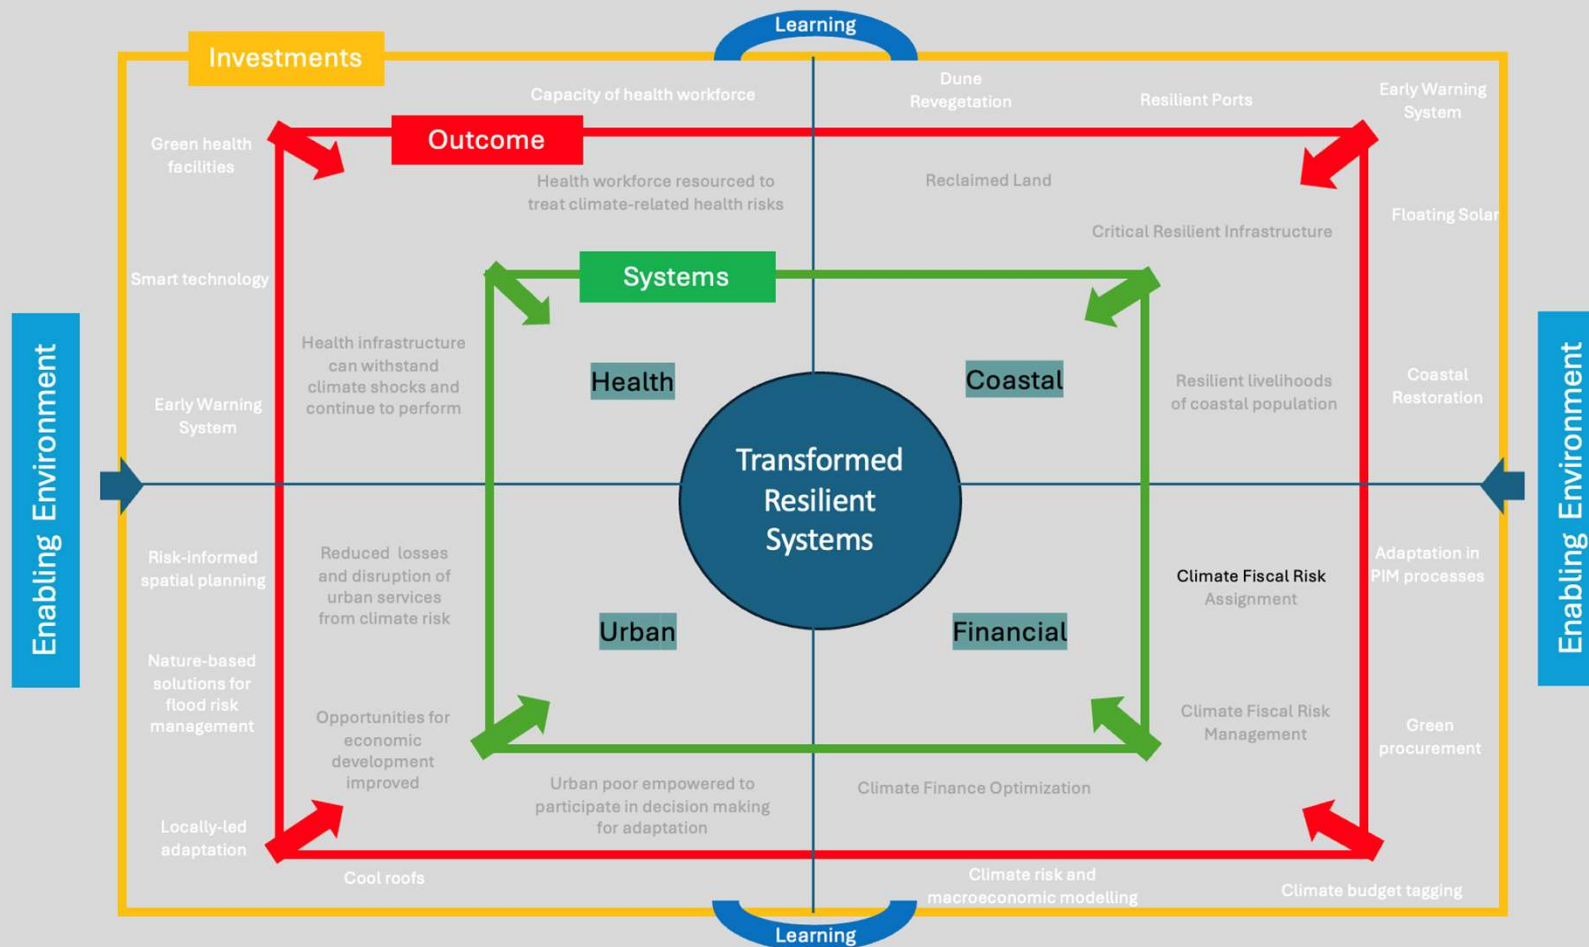 Learning
Investments
Capacity of health workforce
Dune
Revegetation
Resilient Ports
Early Warning
System
Green health
facilities
Outcome
Health workforce resourced to
treat climate-related health risks
Reclaimed Land
Floating Solar
Critical Resilient Infrastructure
Smart technology
Systems
Health infrastructure
can withstand
climate shocks and
continue to perform
Health
Coastal
Resilient livelihoods
of coastal population
Coastal
Restoration
Early Warning
System
Enabling Environment
Enabling Environment
Transformed
Resilient
Systems
Risk-informed
spatial planning
Reduced losses
and disruption of
urban services
from climate risk
Climate Fiscal Risk
Assignment
Adaptation in
PIM processes
Urban
Financial
Nature-based
solutions for
flood risk
management
Opportunities for
economic
development
improved
Climate Fiscal Risk
Management
Green
procurement
Urban poor empowered to
participate in decision making
for adaptation
Climate Finance Optimization
Locally-led
adaptation
Cool roofs
Climate risk and
macroeconomic modelling
Climate budget tagging
Learning